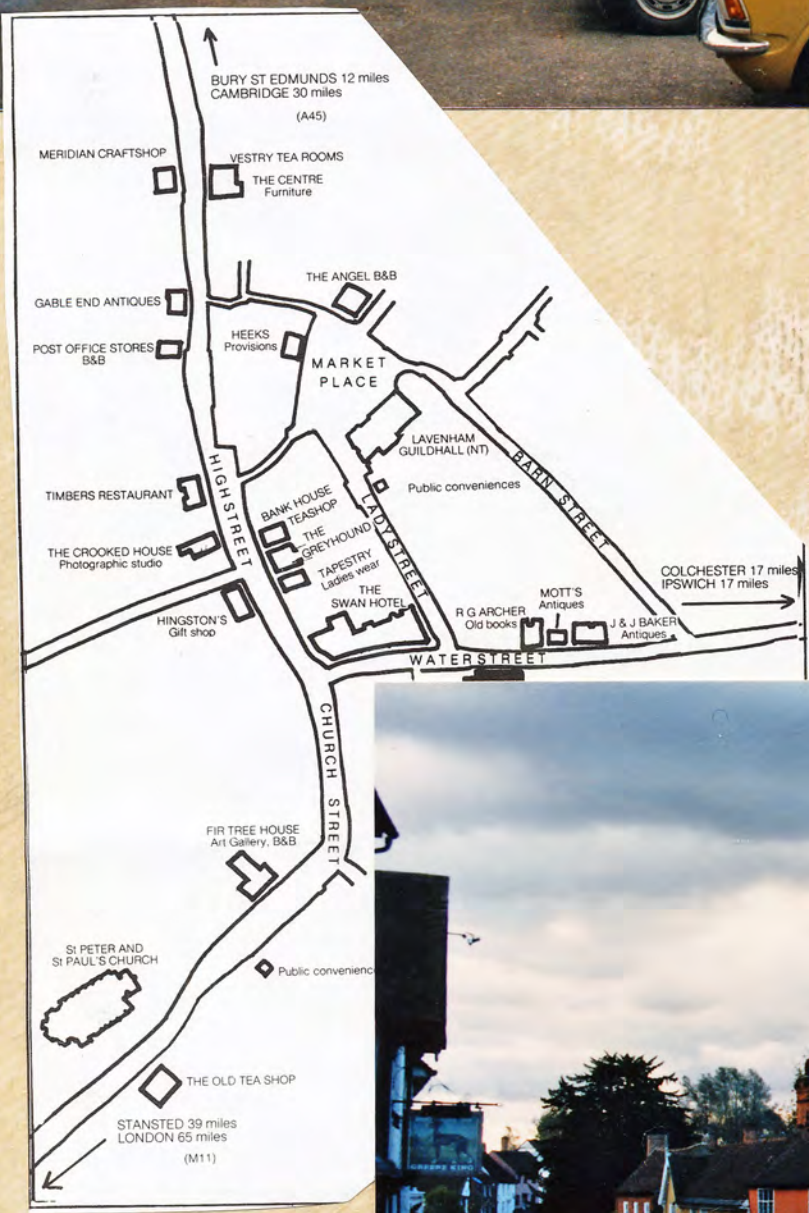 BURY ST EDMUNDS 12 miles
CAMBRIDGE 30 miles
(A45)
MERIDIAN CRAFTSHOP
VESTRY TEA ROOMS
THE CENTRE
Furniture
THE ANGEL B&B
GABLE END ANTIQUES
POST OFFICE STORES
B&B
HEEKS
Provisions
MARKET
PLACE
LAVENHAM
GUILDHALL (NT)
Public conveniences
HIGH STREET
BARN STREET
LADY STREET
TIMBERS RESTAURANT
BANK HOUSE
TEASHOP
THE
GREYHOUND
TAPESTRY
Ladies wear
THE CROOKED HOUSE
Photographic studio
THE
SWAN HOTEL
HINGSTON'S
Gift shop
COLCHESTER 17 miles
IPSWICH 17 miles
MOTT'S
Antiques
R G ARCHER
Old books
J & J BAKER
Antiques
WATER STREET
CHURCH STREET
FIR TREE HOUSE
Art Gallery, B&B
St PETER AND
St PAUL'S CHURCH
Public convenienc
THE OLD TEA SHOP
STANSTED 39 miles
LONDON 65 miles
(M11)
GREENE KING